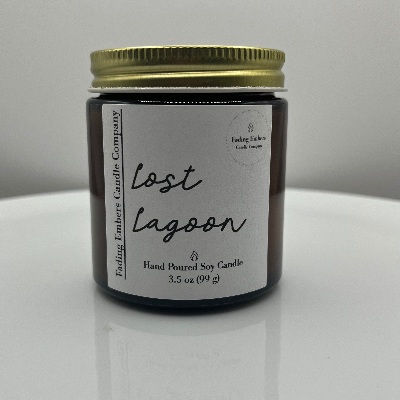 Fading Embers Candle Company
Fading Embers
Candle Company
Lost
Lagoon
Hand Poured Soy Candle
3.5 oz (99 g)